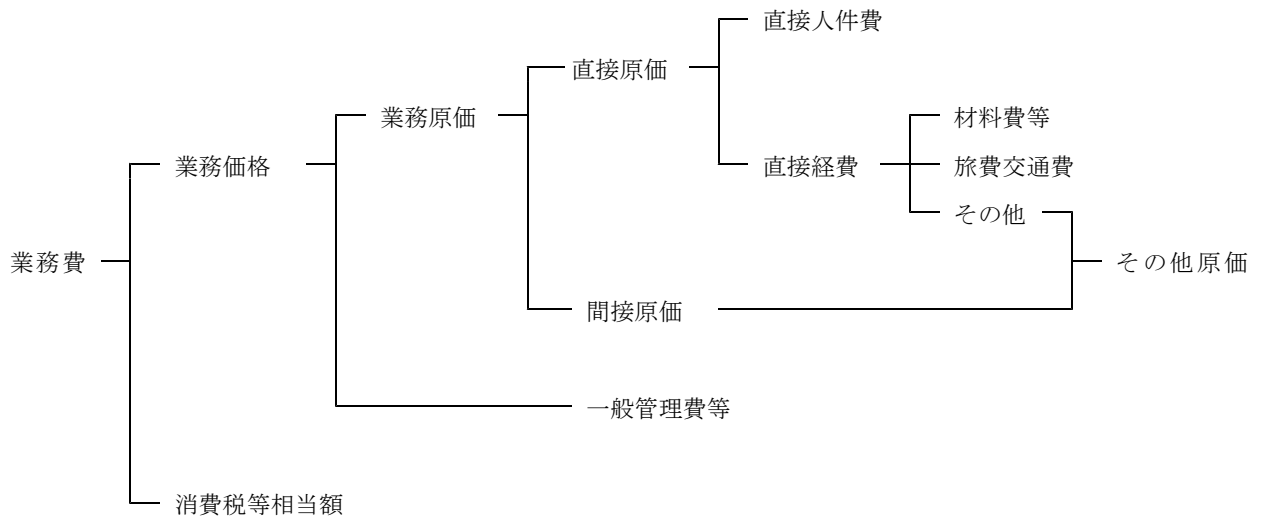 直接人件費
直接原価
業務原価
材料費等
業務価格
直接経費
旅費交通費
その他
業務費
その他原価
間接原価
一般管理費等
消費税等相当額